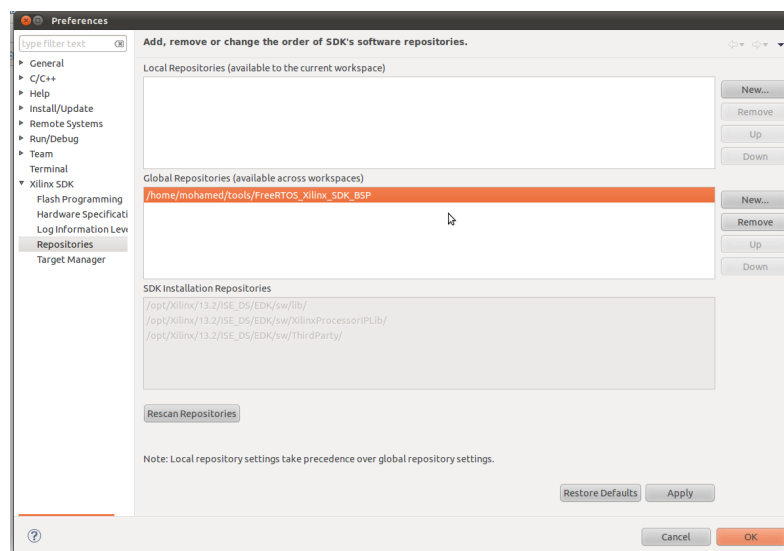 Preferences
type filter text
Add, remove or change the order of SDK's software repositories.
General
C/C++
Help
Install/Update
Remote Systems
Run/Debug
Team
Terminal
Xilinx SDK
Flash Programming
Hardware Specificati
Log Information Leve
Repositories
Target Manager
Local Repositories (available to the current workspace)
New...
Remove
Up
Down
Global Repositories (available across workspaces)
/home/mohamed/tools/FreeRTOS_Xilinx_SDK_BSP
New...
Remove
Up
Down
SDK Installation Repositories
/opt/Xilinx/13.2/ISE_DS/EDK/sw/lib/
/opt/Xilinx/13.2/ISE_DS/EDK/sw/XilinxProcessorIPLib/
/opt/Xilinx/13.2/ISE_DS/EDK/sw/ThirdParty/
Rescan Repositories
Note: Local repository settings take precedence over global repository settings.
Restore Defaults
Apply
?
Cancel
OK